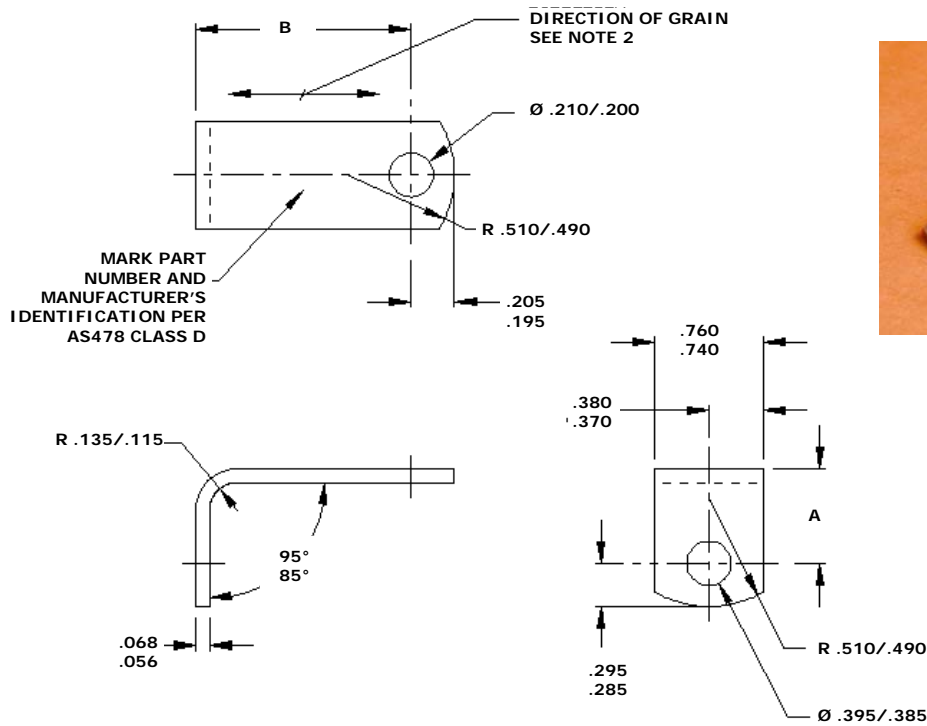 B
DIRECTION OF GRAIN
SEE NOTE 2
Ø .210/.200
R .510/.490
MARK PART
NUMBER AND
MANUFACTURER'S
IDENTIFICATION PER
AS478 CLASS D
.205
.195
.760
.740
.380
.370
R .135/.115
A
95°
85°
.068
.056
.295
.285
R .510/.490
Ø .395/.385